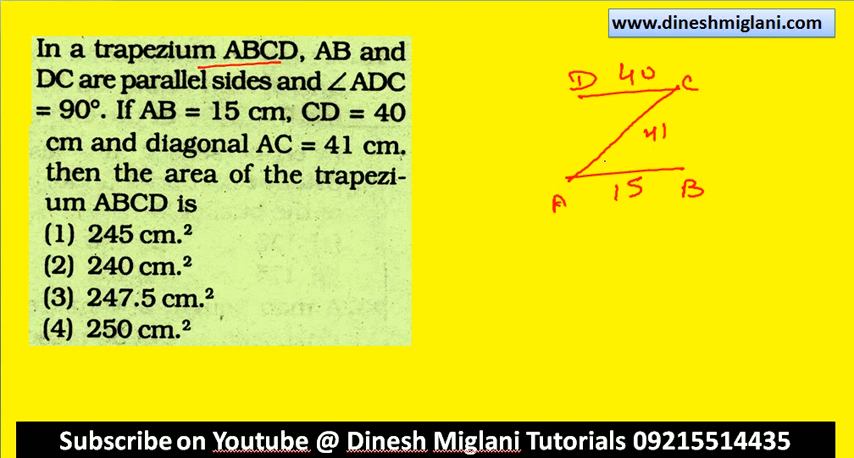 www.dineshmiglani.com
In a trapezium ABCD, AB and
DC are parallel sides and ∠ADC
= 90°. If AB = 15 cm, CD = 40
cm and diagonal AC = 41 cm.
then the area of the trapezi-
um ABCD is
(1) 245 cm.²
(2) 240 cm.²
(3) 247.5 cm.²
(4) 250 cm.²
D 40 C
41
A 15 B
Subscribe on Youtube @ Dinesh Miglani Tutorials 09215514435